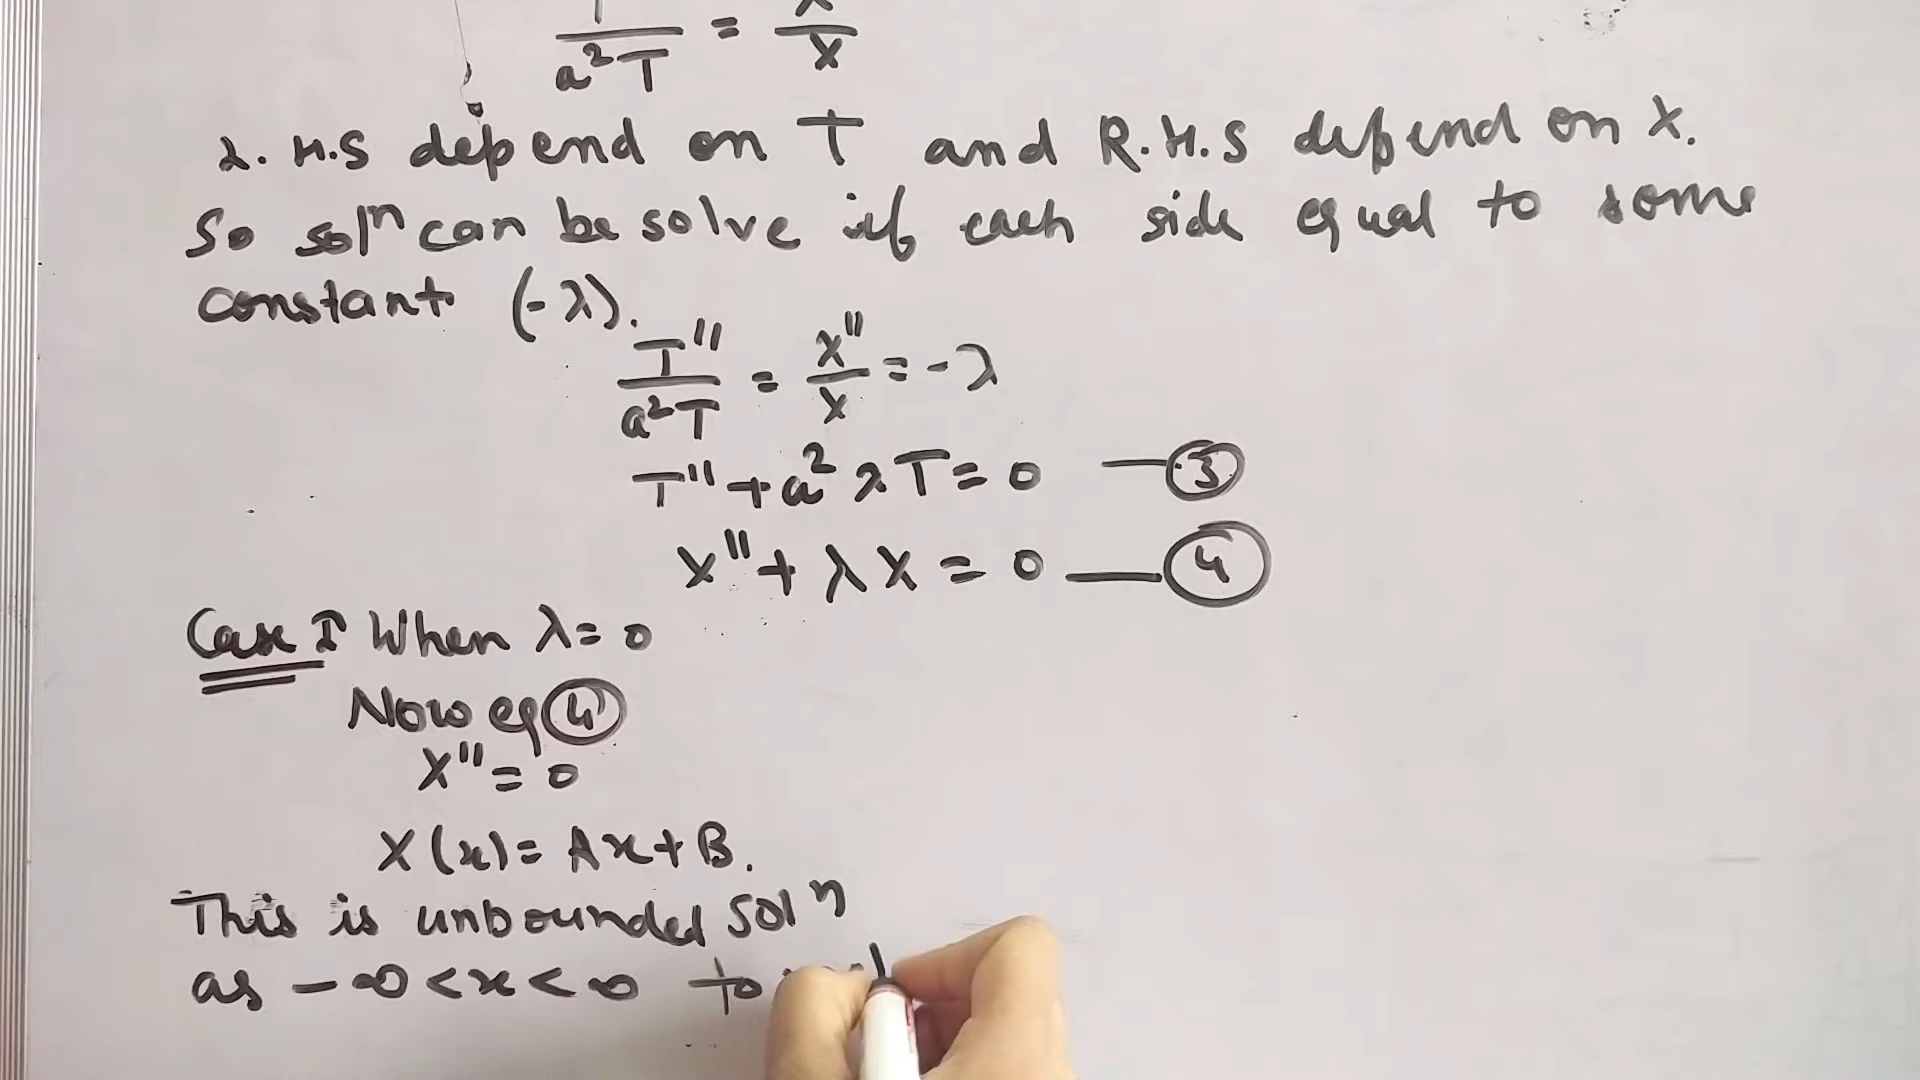 T / a²T = X / X
L.H.S depend on T and R.H.S depend on X.
So solⁿ can be solve if each side equal to some
constant (-λ).
T'' / a²T = X'' / X = -λ
T'' + a²λT = 0 — ③
X'' + λX = 0 — ④
Case I When λ = 0
Now eq ④
X'' = 0
X(x) = Ax + B.
This is unbounded solⁿ
as -∞ < x < ∞ to